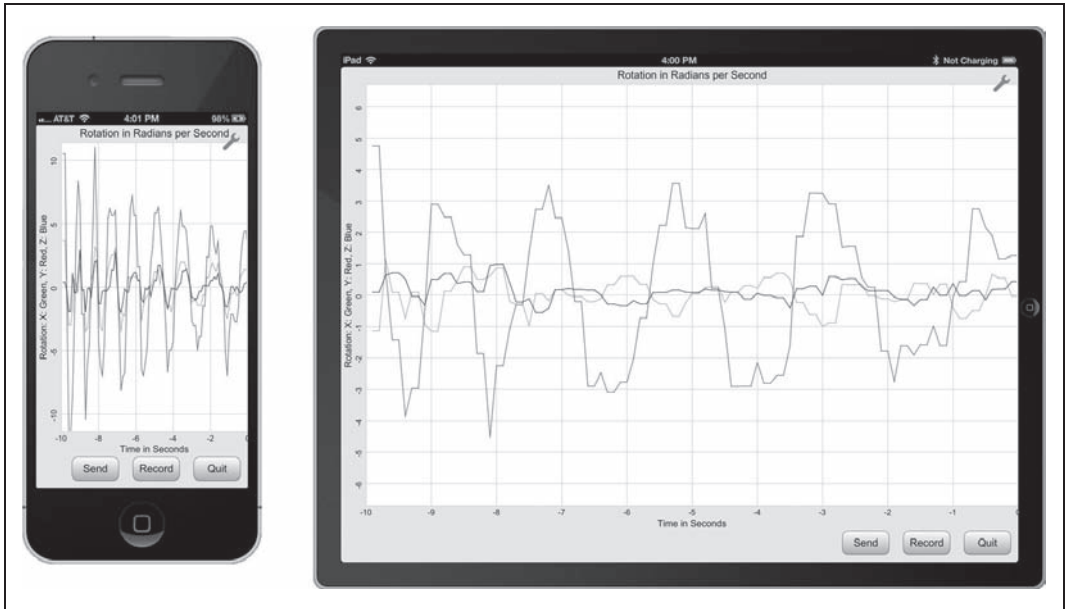 AT&T 4:01 PM 98%
Rotation in Radians per Second
Rotation: X: Green, Y: Red, Z: Blue
10
5
0
-5
-10
-10 -8 -6 -4 -2 0
Time in Seconds
Send Record Quit
iPad 4:00 PM Not Charging
Rotation in Radians per Second
Rotation: X: Green, Y: Red, Z: Blue
6
5
4
3
2
1
0
-1
-2
-3
-4
-5
-6
-10 -9 -8 -7 -6 -5 -4 -3 -2 -1 0
Time in Seconds
Send Record Quit